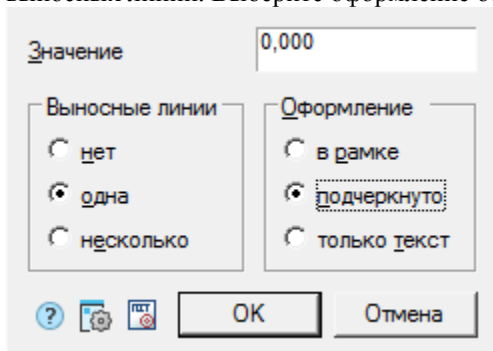 Значение
0,000
Выносные линии
нет
одна
несколько
Оформление
в рамке
подчеркнуто
только текст
OK
Отмена